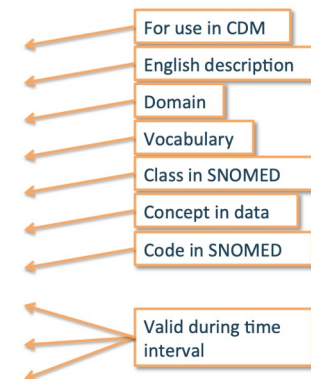 For use in CDM
English description
Domain
Vocabulary
Class in SNOMED
Concept in data
Code in SNOMED
Valid during time
interval